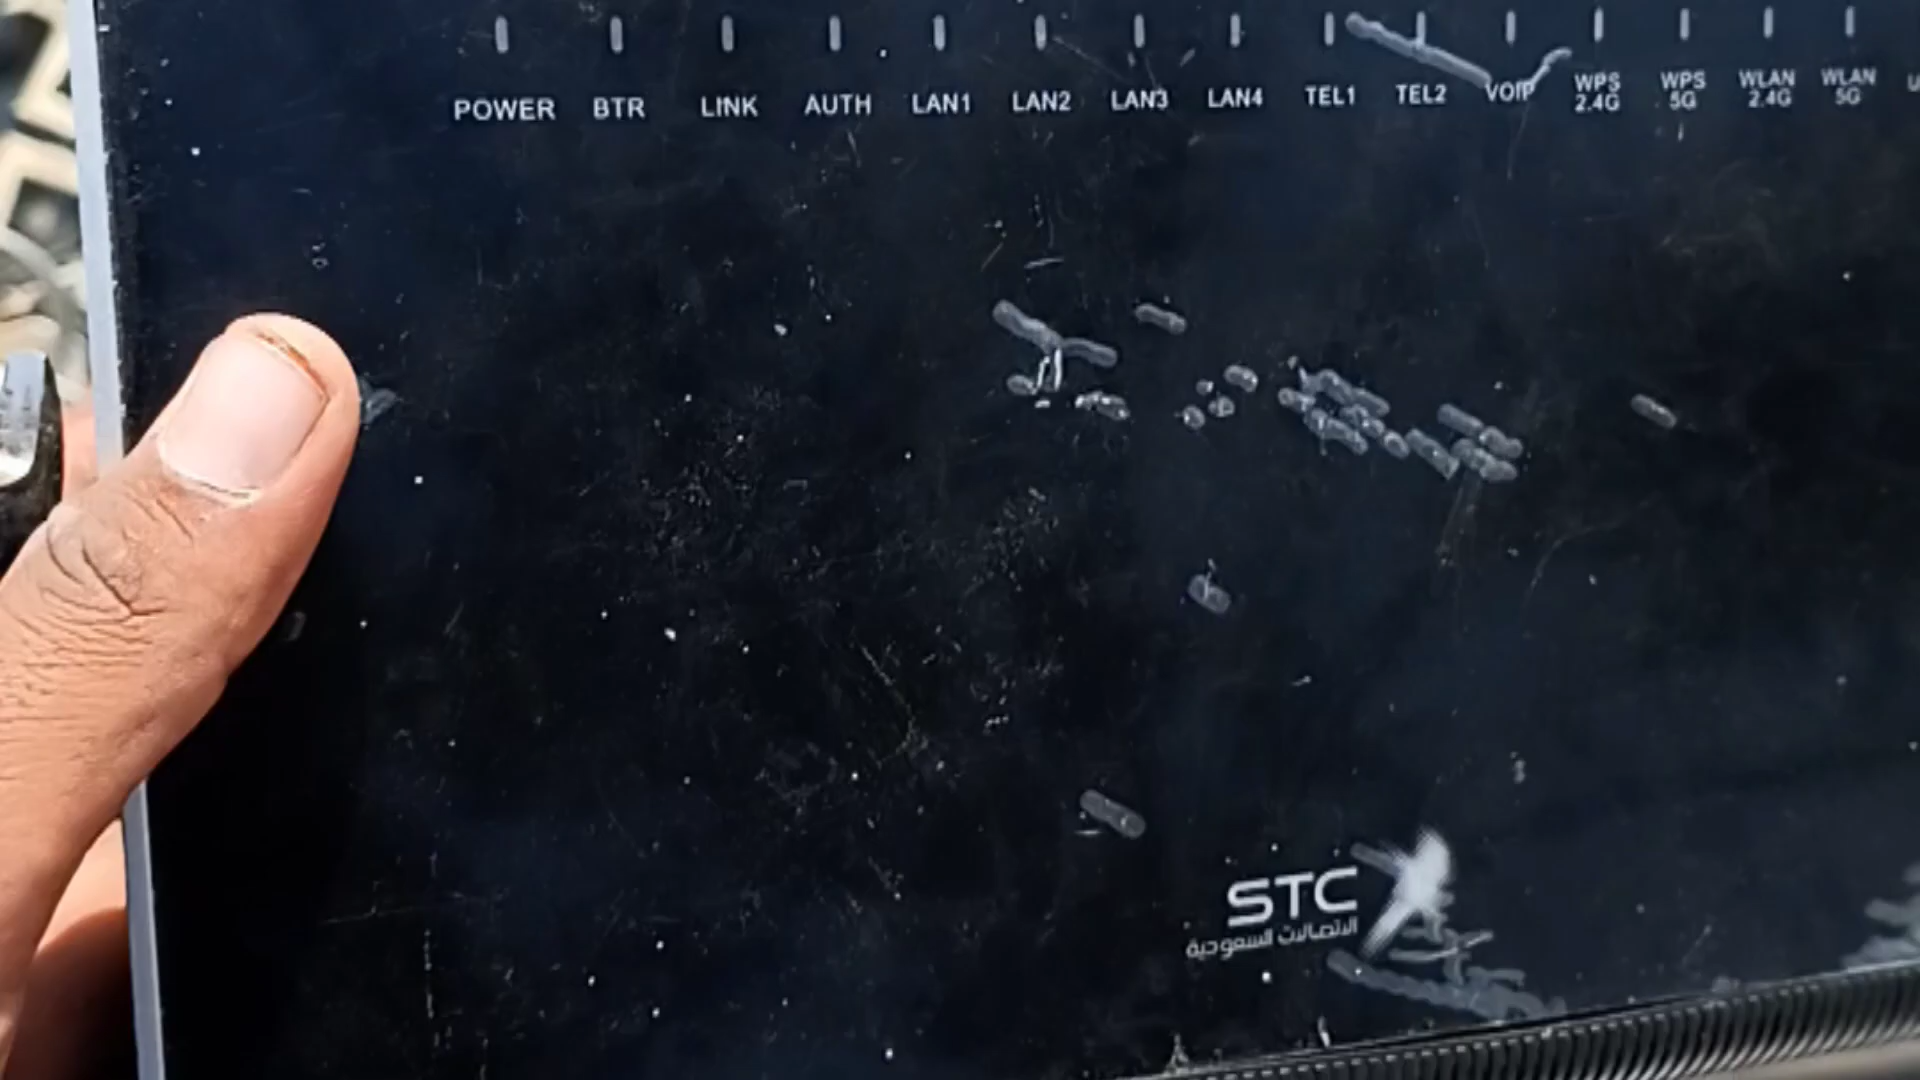 POWER BTR LINK AUTH LAN1 LAN2 LAN3 LAN4 TEL1 TEL2 VOIP WPS 2.4G WPS 5G WLAN 2.4G WLAN 5G
STC
الاتصالات السعودية